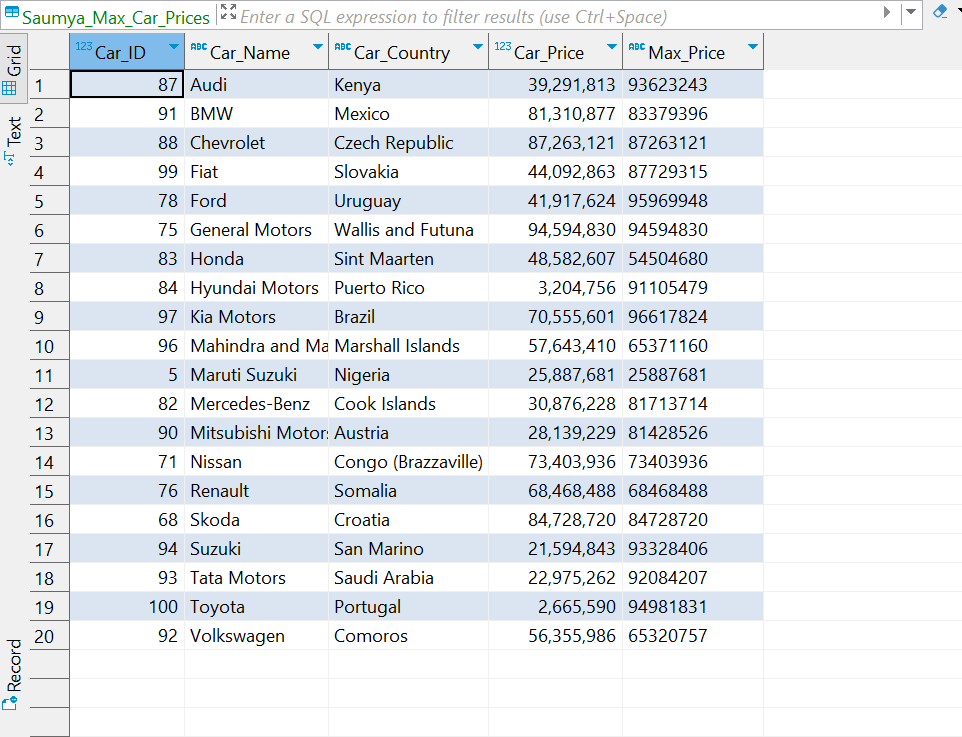 Saumya_Max_Car_Prices Enter a SQL expression to filter results (use Ctrl+Space)
Grid
Text
Record
123 Car_ID ABC Car_Name ABC Car_Country 123 Car_Price ABC Max_Price
1 87 Audi Kenya 39,291,813 93623243
2 91 BMW Mexico 81,310,877 83379396
3 88 Chevrolet Czech Republic 87,263,121 87263121
4 99 Fiat Slovakia 44,092,863 87729315
5 78 Ford Uruguay 41,917,624 95969948
6 75 General Motors Wallis and Futuna 94,594,830 94594830
7 83 Honda Sint Maarten 48,582,607 54504680
8 84 Hyundai Motors Puerto Rico 3,204,756 91105479
9 97 Kia Motors Brazil 70,555,601 96617824
10 96 Mahindra and Ma Marshall Islands 57,643,410 65371160
11 5 Maruti Suzuki Nigeria 25,887,681 25887681
12 82 Mercedes-Benz Cook Islands 30,876,228 81713714
13 90 Mitsubishi Motor Austria 28,139,229 81428526
14 71 Nissan Congo (Brazzaville) 73,403,936 73403936
15 76 Renault Somalia 68,468,488 68468488
16 68 Skoda Croatia 84,728,720 84728720
17 94 Suzuki San Marino 21,594,843 93328406
18 93 Tata Motors Saudi Arabia 22,975,262 92084207
19 100 Toyota Portugal 2,665,590 94981831
20 92 Volkswagen Comoros 56,355,986 65320757